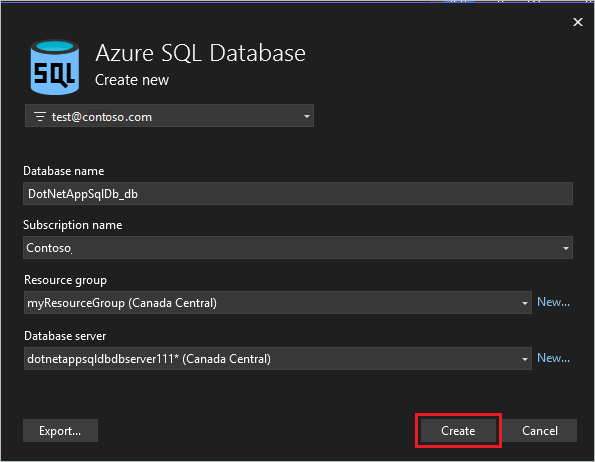 Azure SQL Database
SQL
Create new
test@contoso.com
Database name
DotNetAppSqlDb_db
Subscription name
Contoso
Resource group
myResourceGroup (Canada Central)
New...
Database server
dotnetappsqldbdbserver111* (Canada Central)
New...
Export...
Create
Cancel